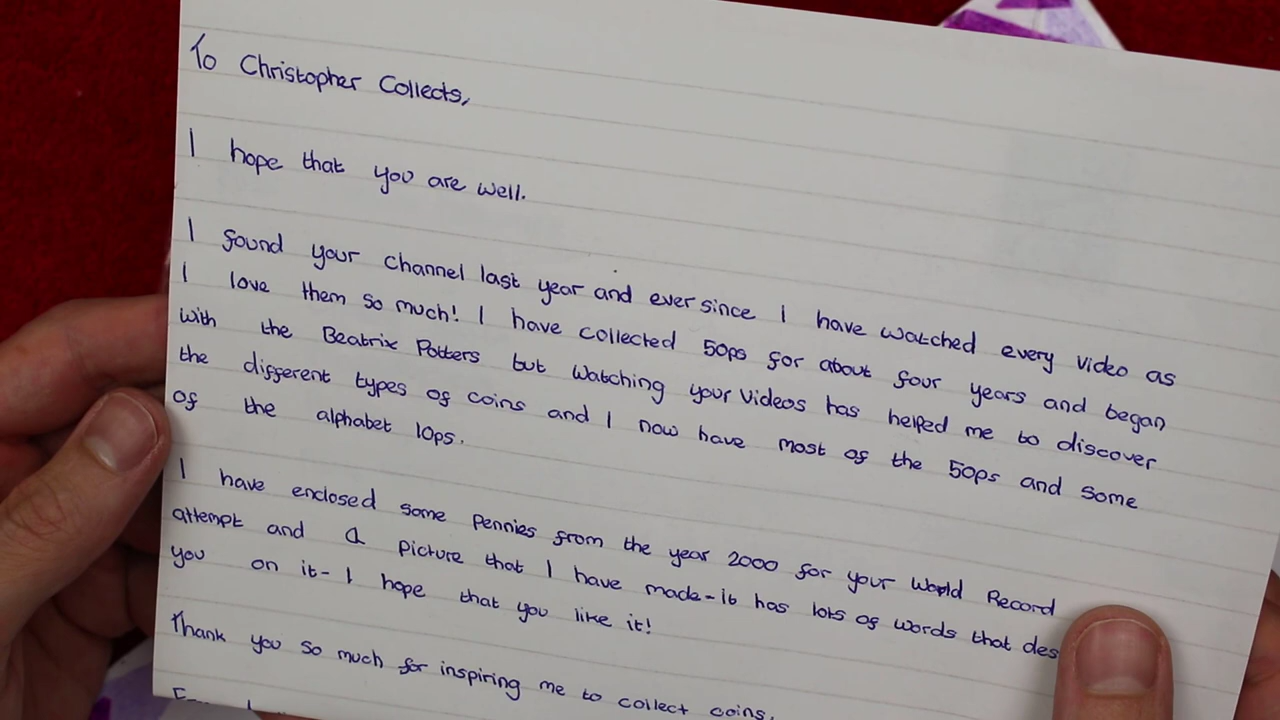 To Christopher Collects,
I hope that you are well.
I found your channel last year and ever since I have watched every video as
I love them so much! I have collected 50ps for about four years and began
with the Beatrix Potters but watching your videos has helped me to discover
the different types of coins and I now have most of the 50ps and some
of the alphabet 10ps.
I have enclosed some pennies from the year 2000 for your World Record
attempt and a picture that I have made - it has lots of words that des
you on it - I hope that you like it!
Thank you so much for inspiring me to collect coins.